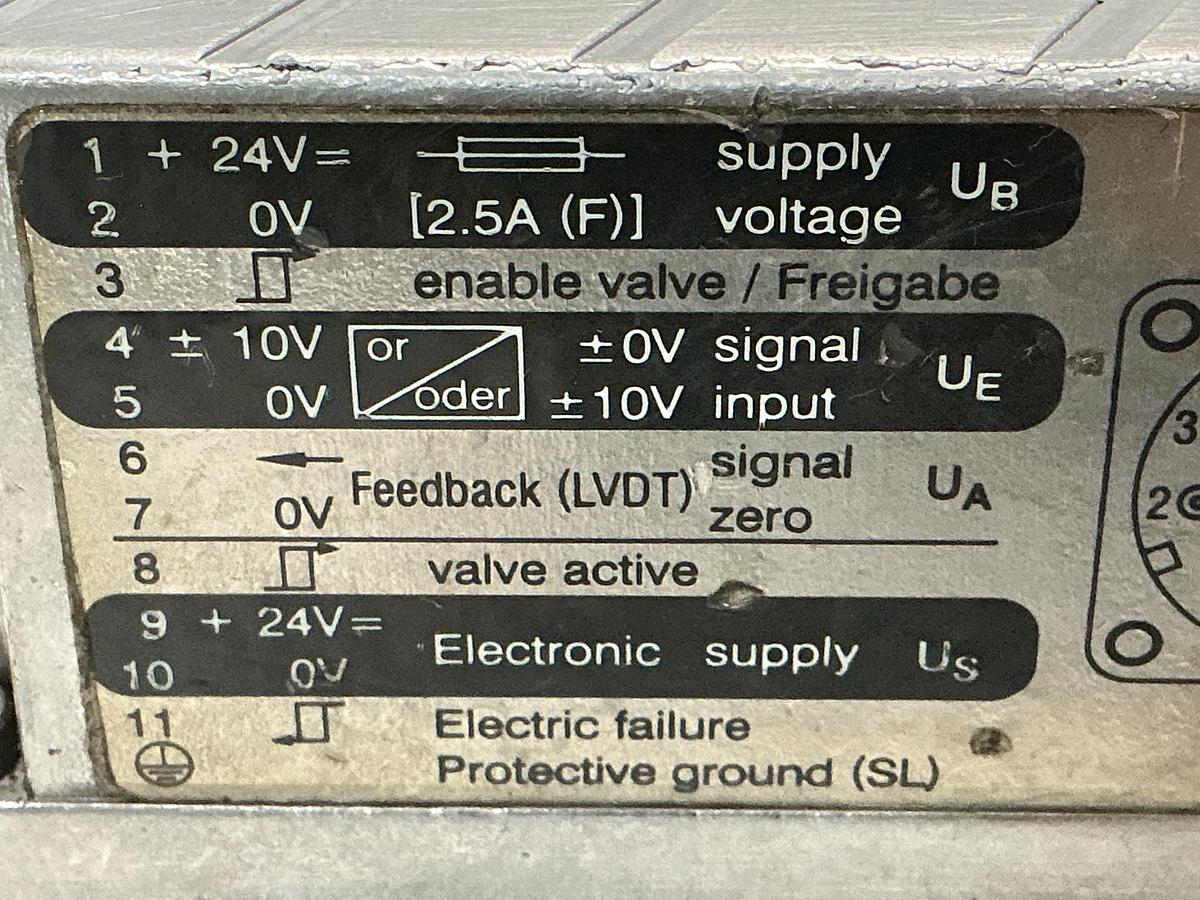 1 + 24V= supply
2 0V [2.5A (F)] voltage UB
3 enable valve / Freigabe
4 ± 10V or ±0V signal
5 0V oder ±10V input UE
6 signal
7 0V Feedback (LVDT) zero UA
8 valve active
9 + 24V=
10 0V Electronic supply US
11 Electric failure
Protective ground (SL)
3
2